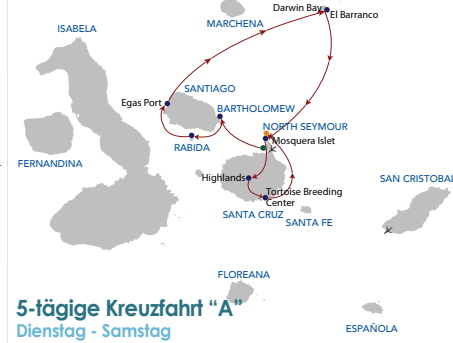 Darwin Bay
El Barranco
MARCHENA
ISABELA
SANTIAGO
Egas Port
BARTHOLOMEW
NORTH SEYMOUR
Mosquera Islet
RABIDA
FERNANDINA
Highlands
Tortoise Breeding
Center
SAN CRISTOBAL
SANTA CRUZ
SANTA FE
FLOREANA
ESPAÑOLA
5-tägige Kreuzfahrt “A”
Dienstag - Samstag